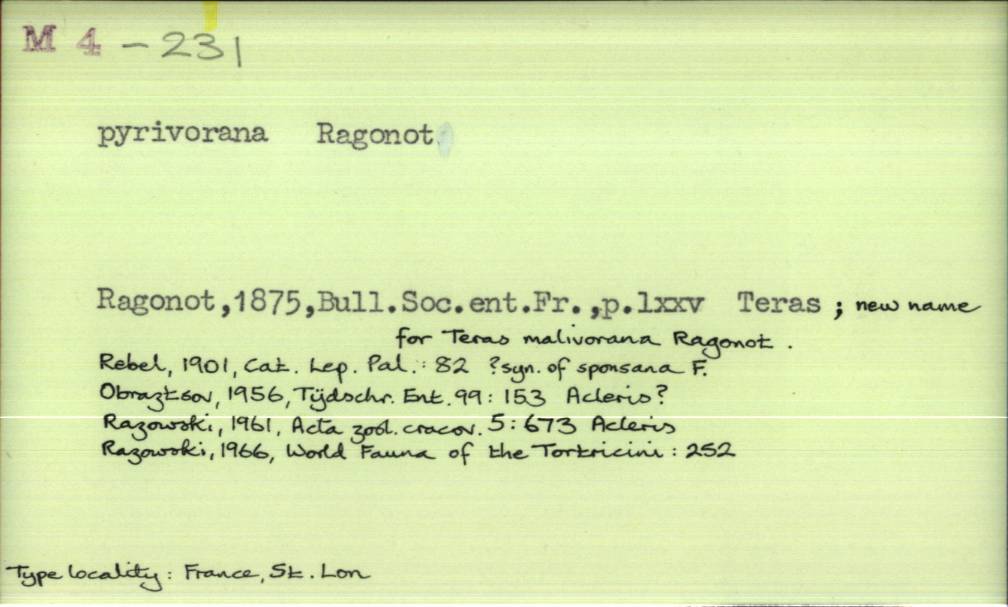 M 4 - 231
pyrivorana Ragonot
Ragonot,1875,Bull.Soc.ent.Fr.,p.lxxv Teras ; new name
for Teras malivorana Ragonot .
Rebel, 1901, Cat. Lep. Pal. : 82 ?syn. of sponsana F.
Obraztsov, 1956, Tijdschr. Ent. 99 : 153 Acleris?
Razowski, 1961, Acta zool. cracov. 5 : 673 Acleris
Razowski, 1966, World Fauna of the Tortricini : 252
Type locality : France, St. Lon